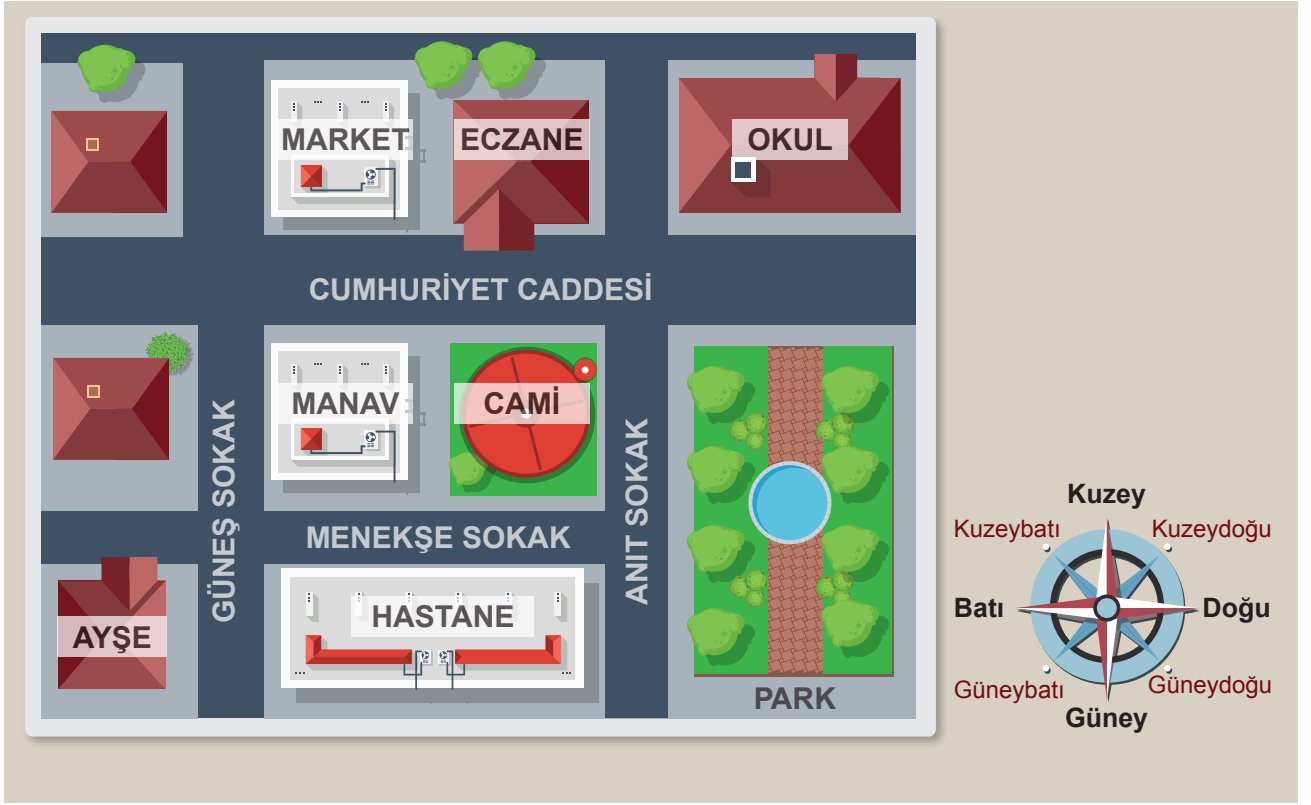 MARKET
ECZANE
OKUL
CUMHURİYET CADDESİ
MANAV
CAMİ
GÜNEŞ SOKAK
MENEKŞE SOKAK
ANIT SOKAK
AYŞE
HASTANE
PARK
Kuzey
Kuzeybatı
Kuzeydoğu
Batı
Doğu
Güneybatı
Güneydoğu
Güney